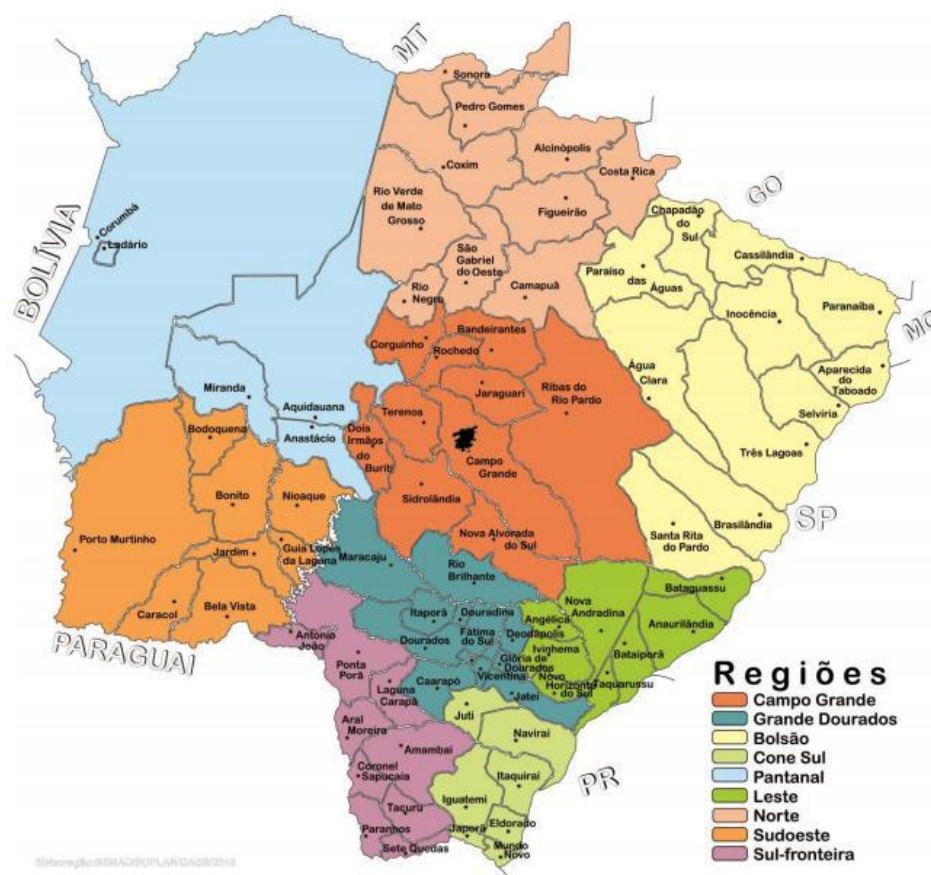 MT
Sonora
Pedro Gomes
Alcinópolis
Coxim
Costa Rica
Rio Verde
de Mato
Grosso
Figueirão
GO
Chapadão
do
Sul
BOLÍVIA
Corumbá
Ladário
São
Gabriel
do Oeste
Cassilândia
Paraíso
das
Águas
Rio
Negro
Camapuã
Inocência
Paranaíba
Bandeirantes
Corguinho
Rochedo
Água
Clara
Aparecida
do
Taboado
Miranda
Jaraguari
Ribas do
Rio Pardo
Selvíria
Aquidauana
Terenos
Bodoquena
Anastácio
Dois
Irmãos
do
Buriti
Campo
Grande
Três Lagoas
Sidrolândia
Bonito
Nioaque
Brasilândia
SP
Nova Alvorada
do Sul
Santa Rita
do Pardo
Porto Murtinho
Jardim
Guia Lopes
da Laguna
Maracaju
Rio
Brilhante
Bataguassu
Caracol
Bela Vista
Nova
Andradina
Itaporã
Douradina
Angélica
Anaurilândia
PARAGUAI
Antonio
João
Dourados
Fátima
do Sul
Deodápolis
Ivinhema
Bataiporã
Ponta
Porã
Glória de
Dourados
Vicentina
Novo
Horizonte
do Sul
Taquarussu
Laguna
Carapã
Caarapó
Jateí
Juti
Aral
Moreira
Naviraí
Amambai
Coronel
Sapucaia
Itaquiraí
PR
Tacuru
Iguatemi
Paranhos
Japorã
Eldorado
Sete Quedas
Mundo
Novo
Regiões
Campo Grande
Grande Dourados
Bolsão
Cone Sul
Pantanal
Leste
Norte
Sudoeste
Sul-fronteira